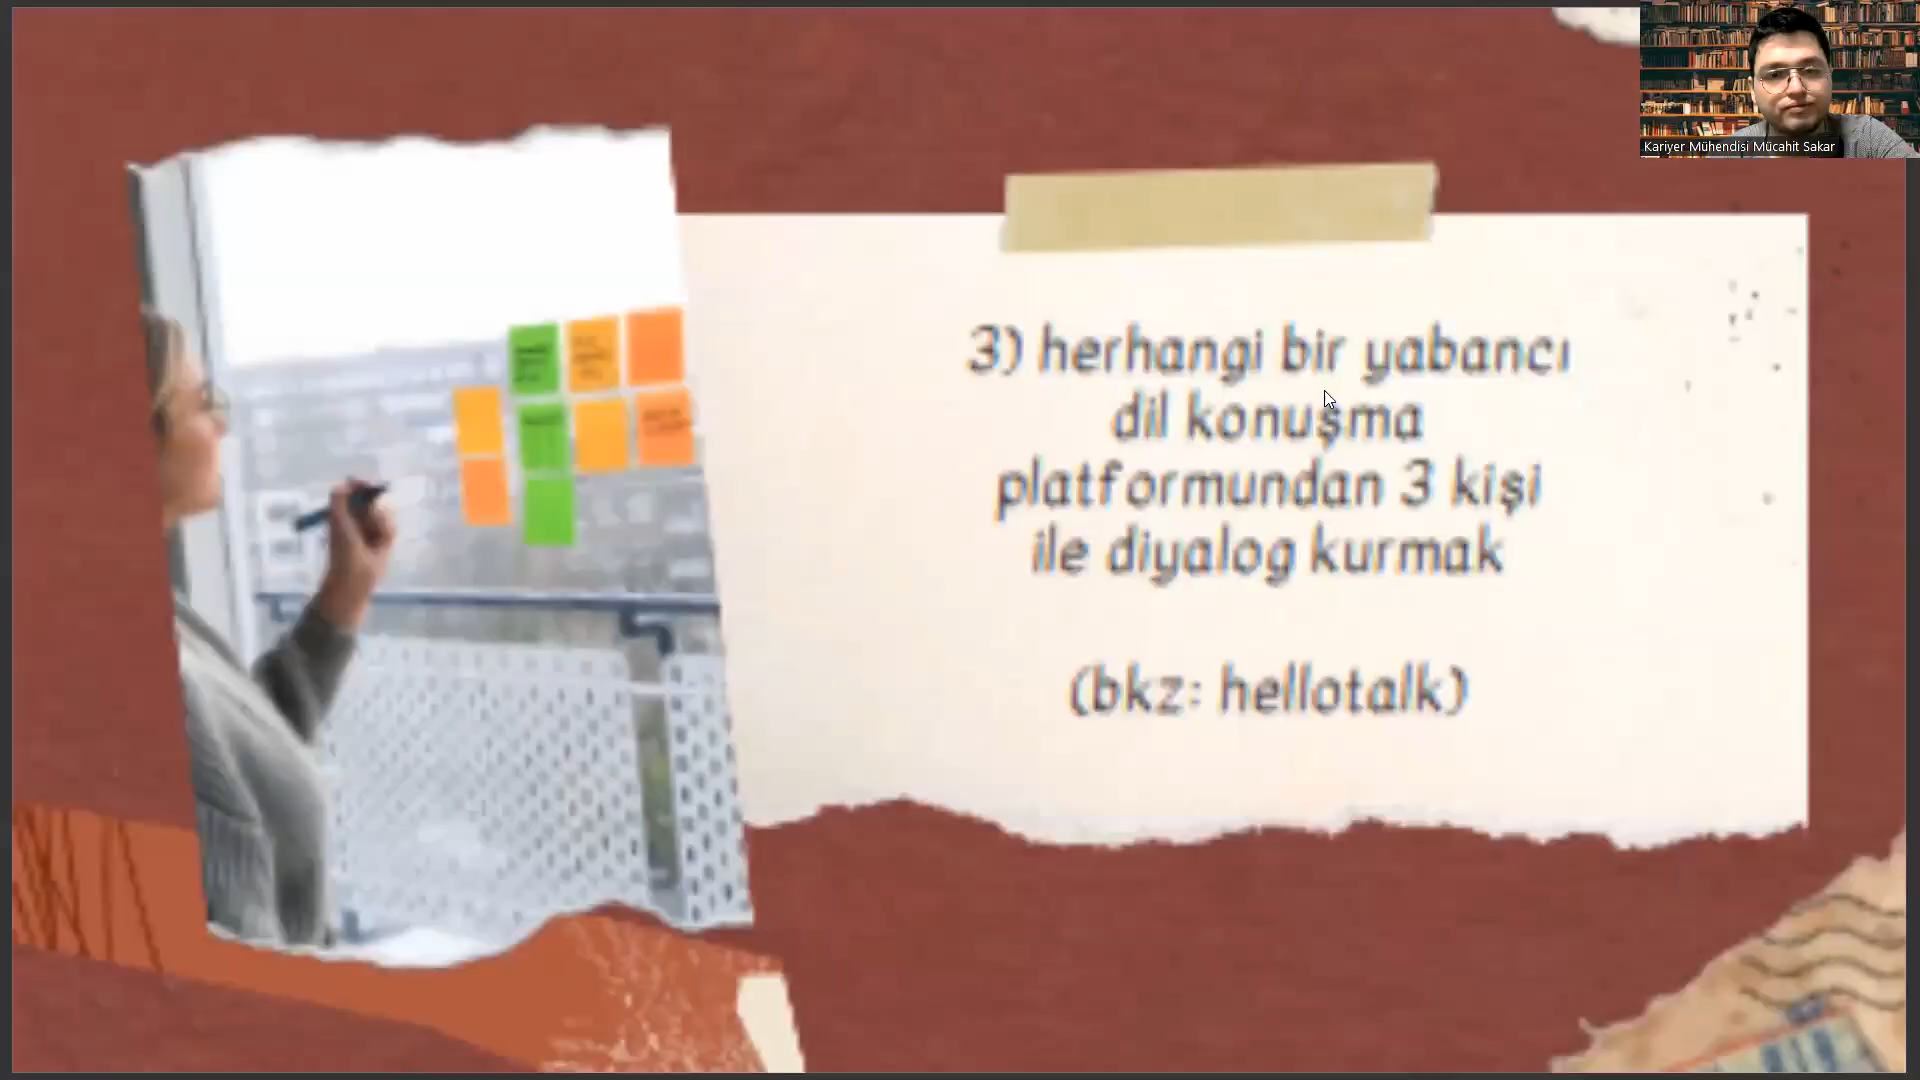 Kariyer Mühendisi Mücahit Sakar
3) herhangi bir yabancı
dil konuşma
platformundan 3 kişi
ile diyalog kurmak
(bkz: hellotalk)